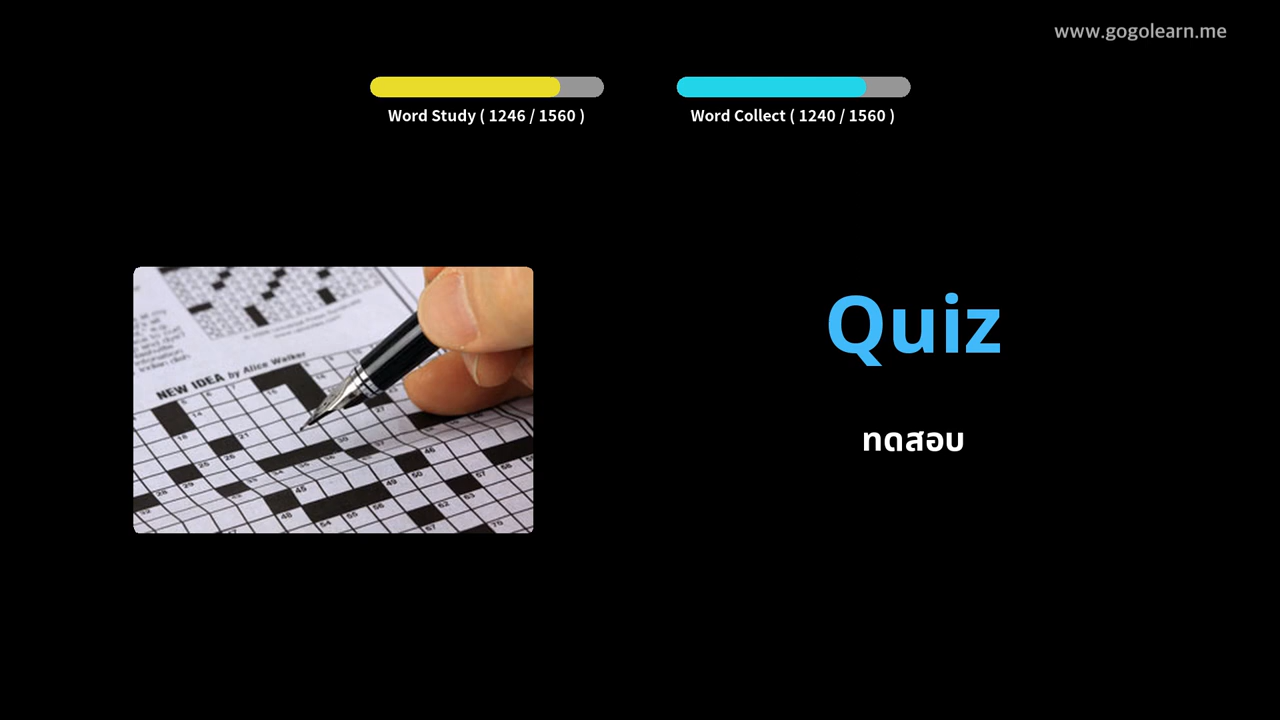 www.gogolearn.me
Word Study ( 1246 / 1560 )
Word Collect ( 1240 / 1560 )
NEW IDEA by Alice Walker
Quiz
ทดสอบ